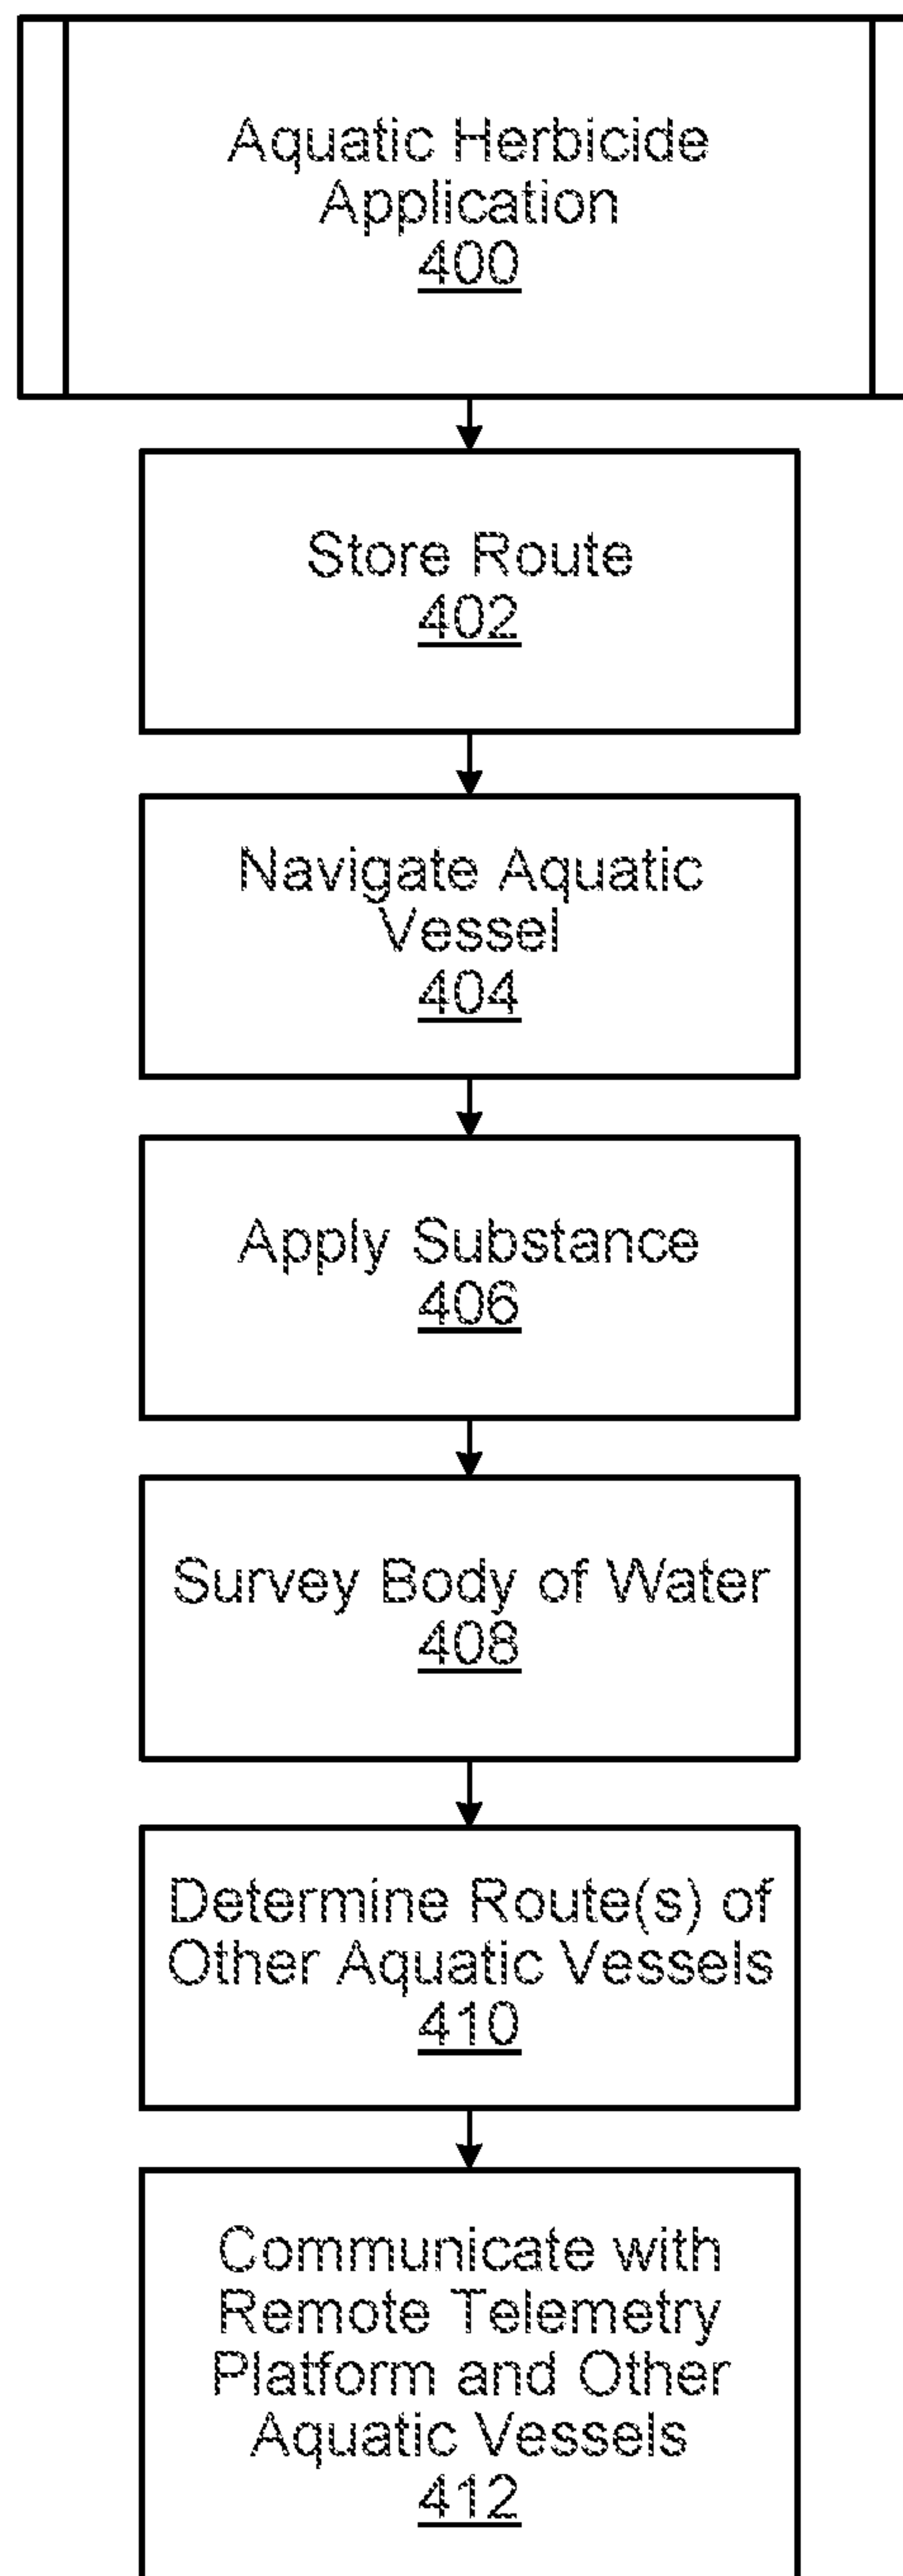 Aquatic Herbicide
Application
400
Store Route
402
Navigate Aquatic
Vessel
404
Apply Substance
406
Survey Body of Water
408
Determine Route(s) of
Other Aquatic Vessels
410
Communicate with
Remote Telemetry
Platform and Other
Aquatic Vessels
412